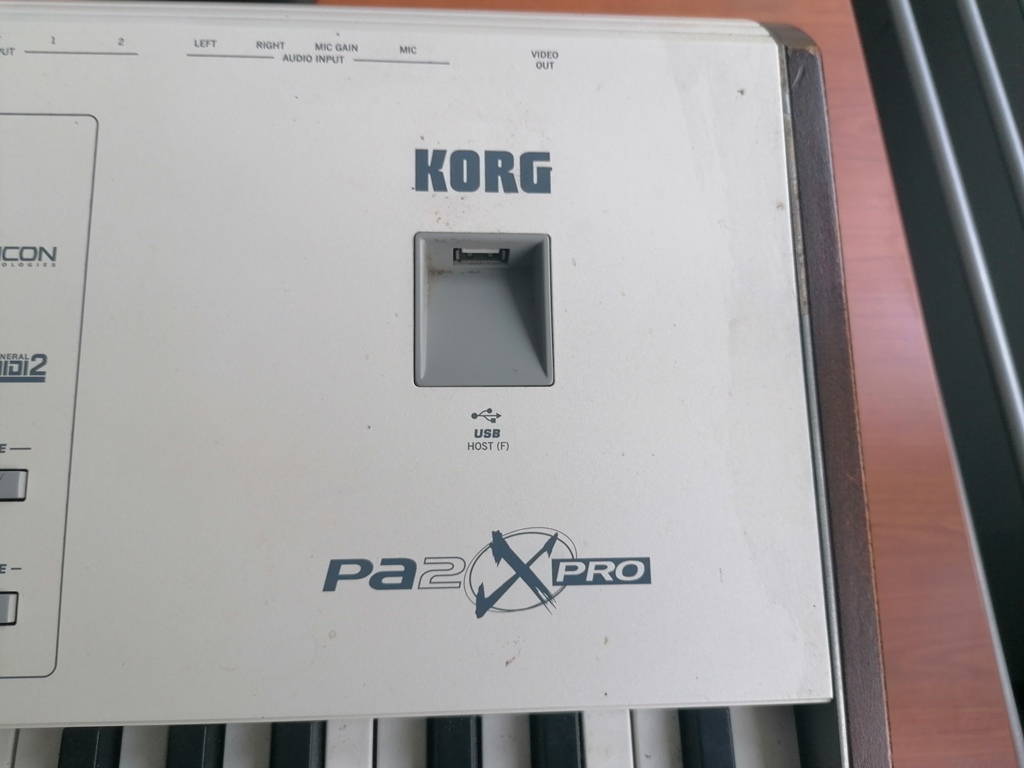 1 2
LEFT RIGHT MIC GAIN MIC
AUDIO INPUT
VIDEO
OUT
KORG
USB
HOST (F)
pa2X PRO